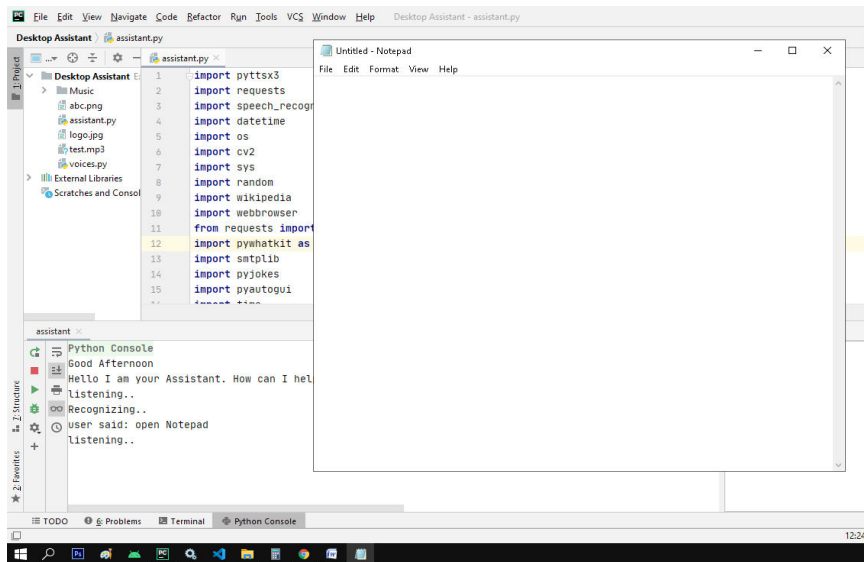 File Edit View Navigate Code Refactor Run Tools VCS Window Help Desktop Assistant - assistant.py
Desktop Assistant assistant.py
1: Project
... assistant.py
Desktop Assistant E:
Music
abc.png
assistant.py
logo.jpg
test.mp3
voices.py
External Libraries
Scratches and Consol
1 import pyttsx3
2 import requests
3 import speech_recogn
4 import datetime
5 import os
6 import cv2
7 import sys
8 import random
9 import wikipedia
10 import webbrowser
11 from requests import
12 import pywhatkit as
13 import smtplib
14 import pyjokes
15 import pyautogui
import time
Untitled - Notepad
File Edit Format View Help
assistant
Python Console
Good Afternoon
Hello I am your Assistant. How can I hel
listening..
Recognizing..
user said: open Notepad
listening..
7: Structure
2: Favorites
TODO 6: Problems Terminal Python Console
12:24
PC
Ps